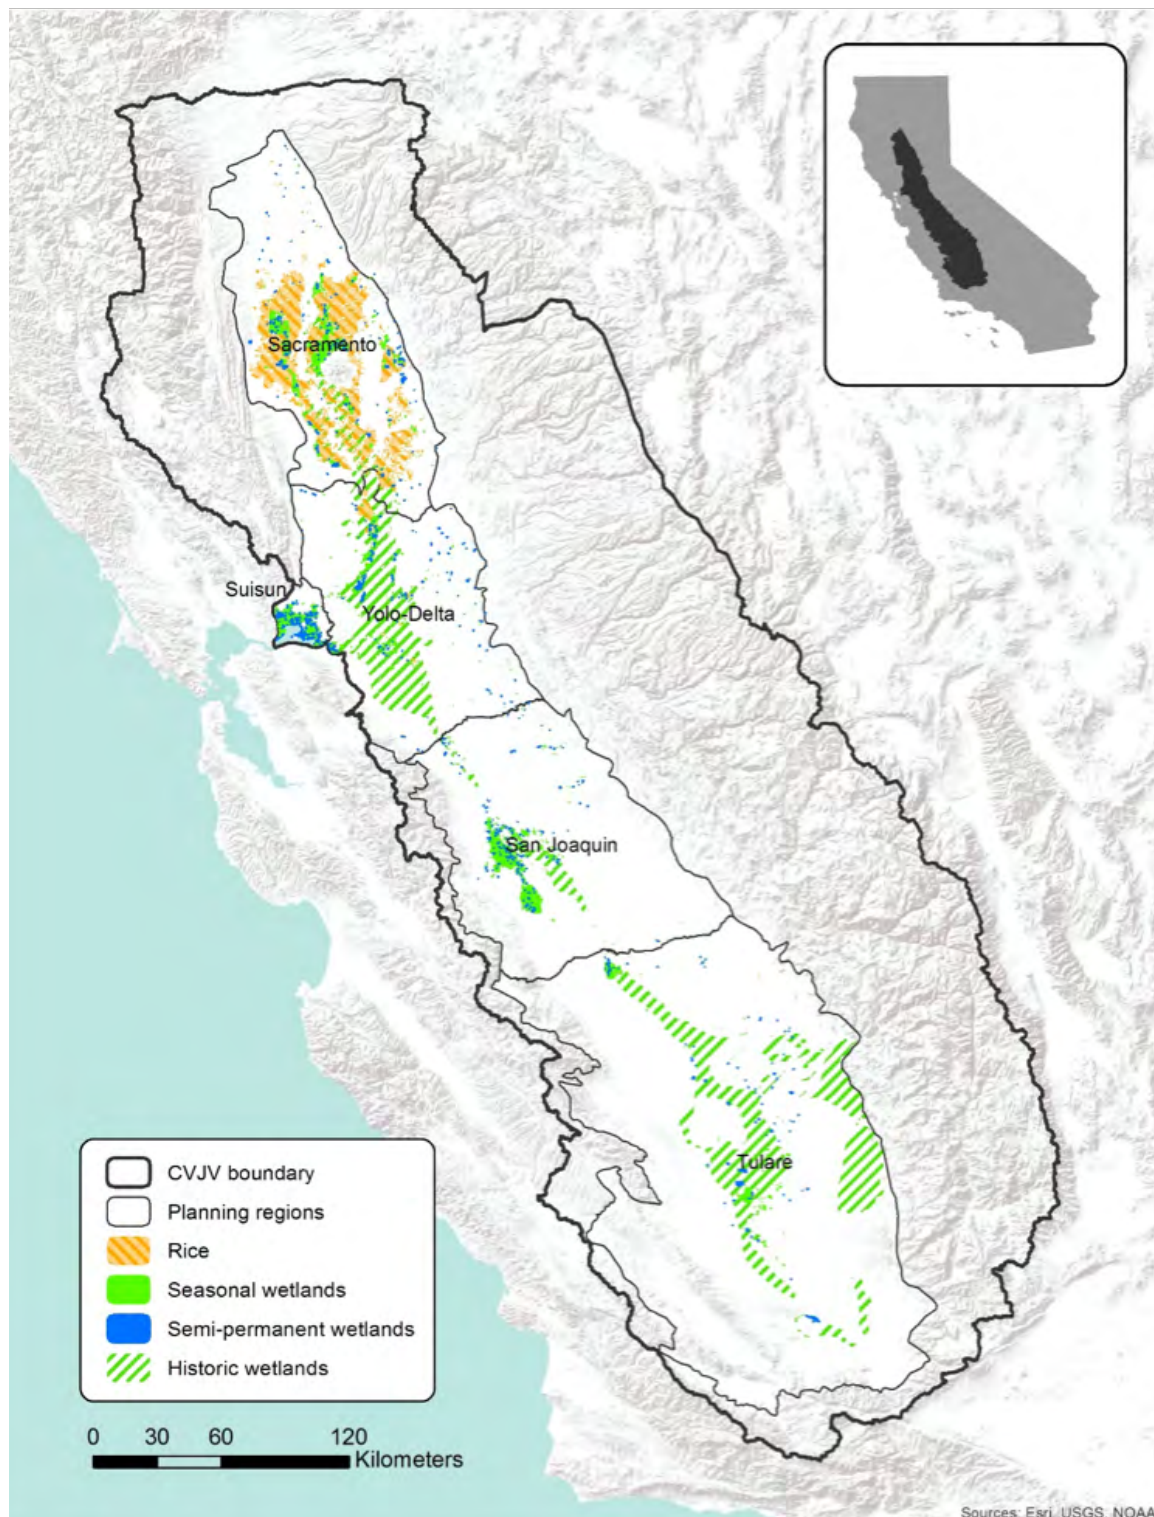 Sacramento
Suisun
Yolo-Delta
San Joaquin
Tulare
CVJV boundary
Planning regions
Rice
Seasonal wetlands
Semi-permanent wetlands
Historic wetlands
0 30 60 120
Kilometers
Sources: Esri, USGS, NOAA